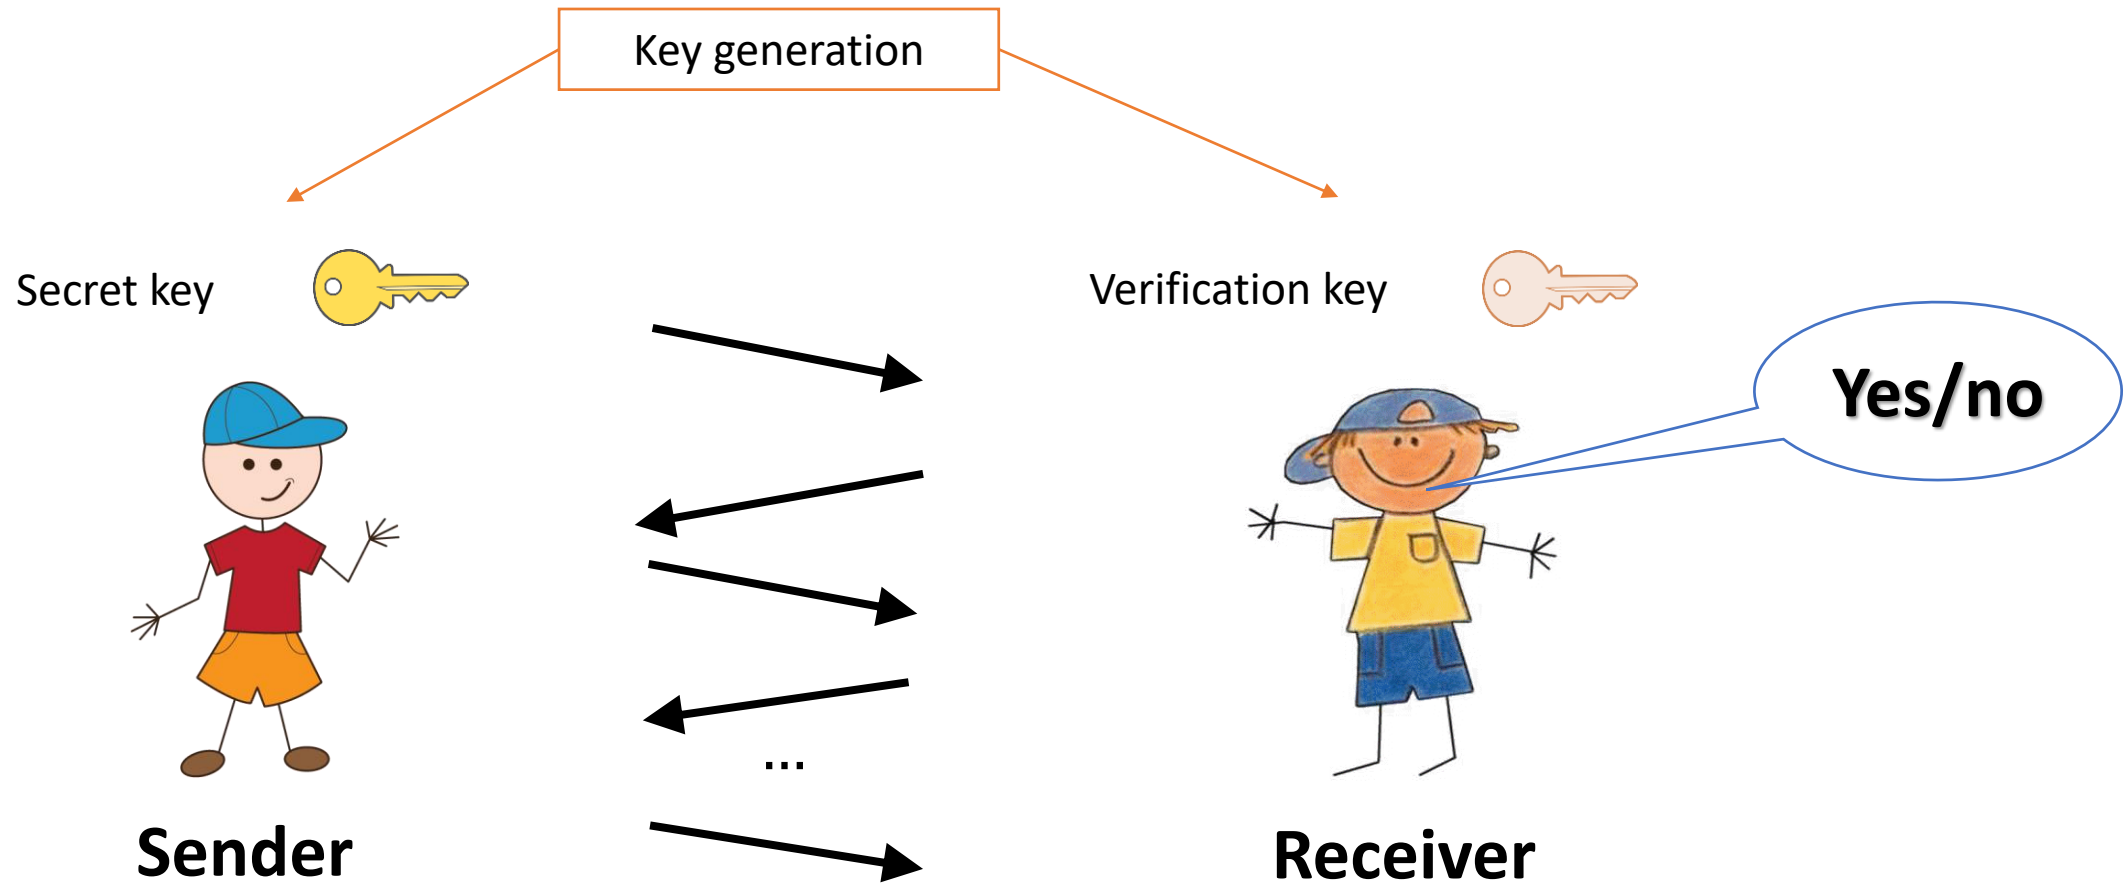 Key generation
Secret key
Verification key
Yes/no
...
Sender
Receiver